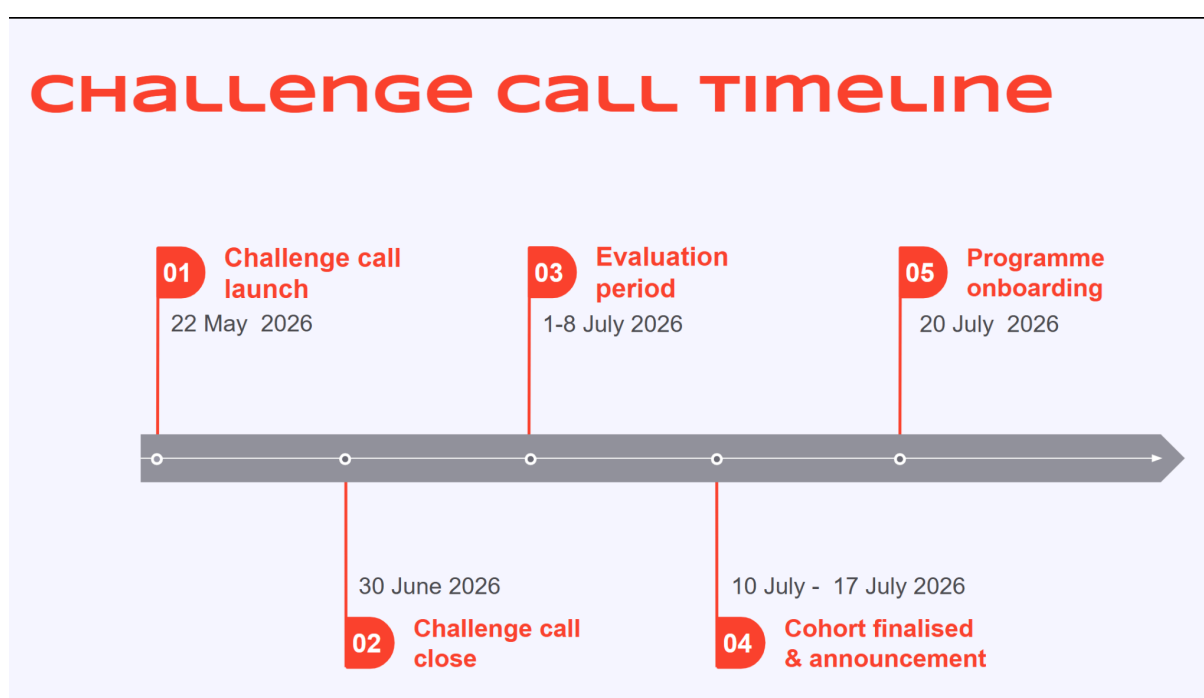 CHALLENGE CALL TIMELINE
01
Challenge call
launch
22 May 2026
03
Evaluation
period
1-8 July 2026
05
Programme
onboarding
20 July 2026
30 June 2026
02
Challenge call
close
10 July - 17 July 2026
04
Cohort finalised
& announcement